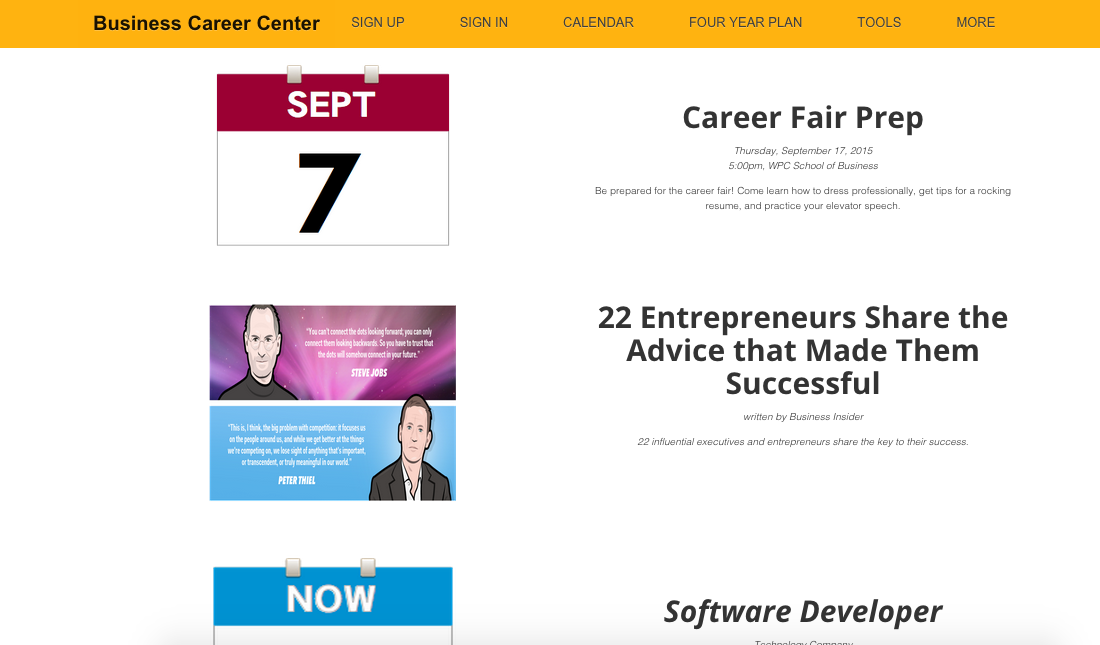 Business Career Center SIGN UP SIGN IN CALENDAR FOUR YEAR PLAN TOOLS MORE
SEPT
7
Career Fair Prep
Thursday, September 17, 2015
5:00pm, WPC School of Business
Be prepared for the career fair! Come learn how to dress professionally, get tips for a rocking
resume, and practice your elevator speech.
"You can't connect the dots looking forward; you can only
connect them looking backwards. So you have to trust that
the dots will somehow connect in your future."
STEVE JOBS
"This is, I think, the big problem with competition: it focuses us
on the people around us, and while we get better at the things
we're competing on, we lose sight of anything that's important,
or transcendent, or truly meaningful in our world."
PETER THIEL
22 Entrepreneurs Share the
Advice that Made Them
Successful
written by Business Insider
22 influential executives and entrepreneurs share the key to their success.
NOW
Software Developer
Technology Company